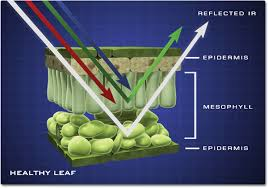 REFLECTED IR
EPIDERMIS
MESOPHYLL
EPIDERMIS
HEALTHY LEAF